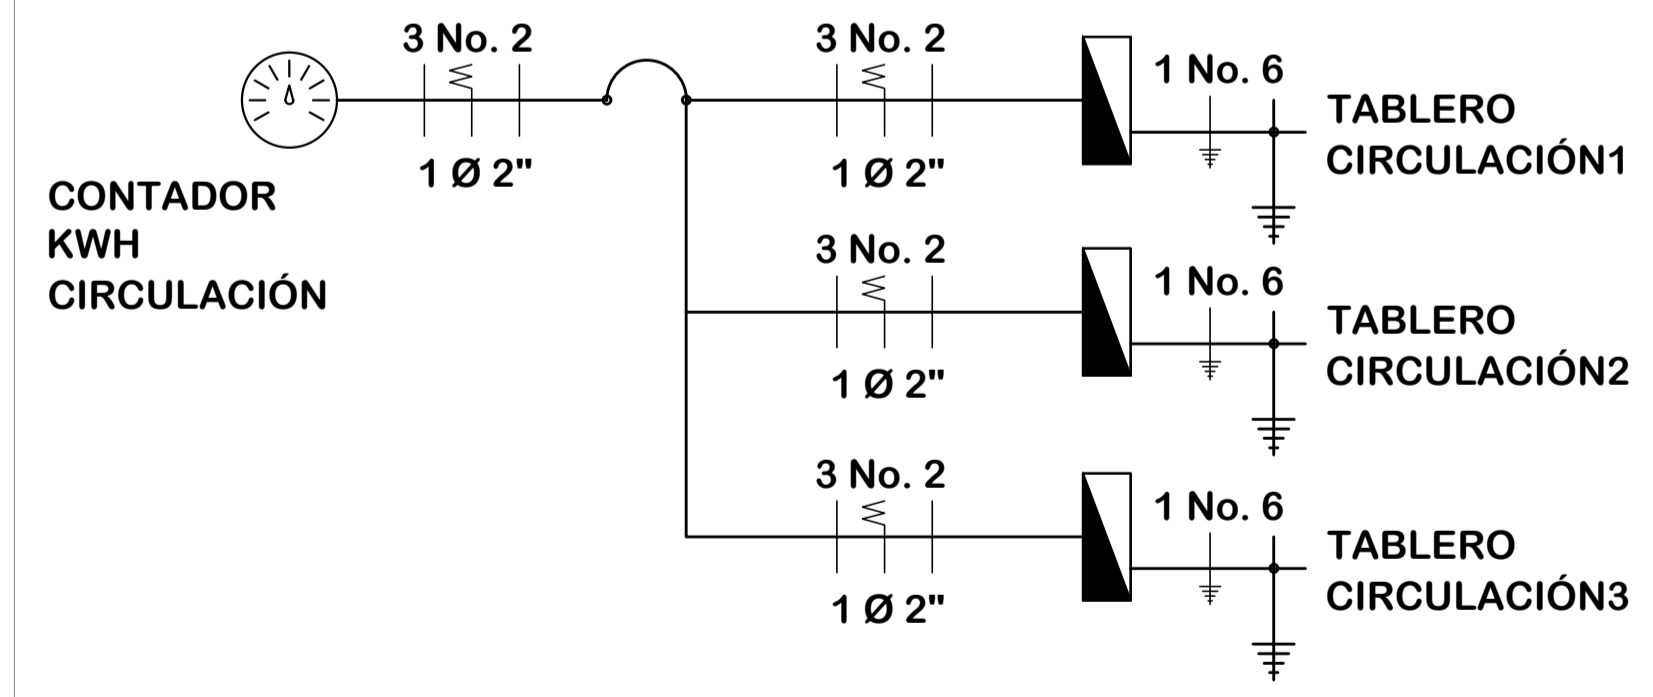 3 No. 2
1 Ø 2"
CONTADOR
KWH
CIRCULACIÓN
3 No. 2
1 Ø 2"
1 No. 6
TABLERO
CIRCULACIÓN1
3 No. 2
1 Ø 2"
1 No. 6
TABLERO
CIRCULACIÓN2
3 No. 2
1 Ø 2"
1 No. 6
TABLERO
CIRCULACIÓN3